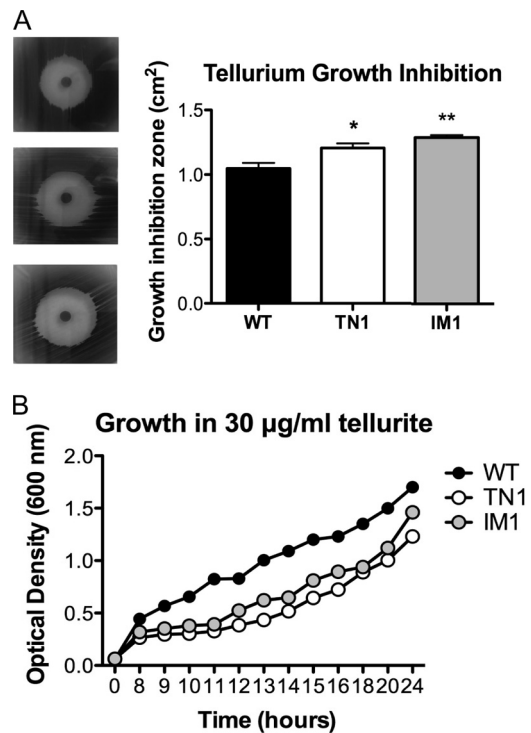 A
Tellurium Growth Inhibition
Growth inhibition zone (cm2)
1.5
1.0
0.5
0.0
*
**
WT
TN1
IM1
B
Growth in 30 µg/ml tellurite
Optical Density (600 nm)
2.0
1.5
1.0
0.5
0.0
0 8 9 10 11 12 13 14 15 16 18 20 24
Time (hours)
WT
TN1
IM1